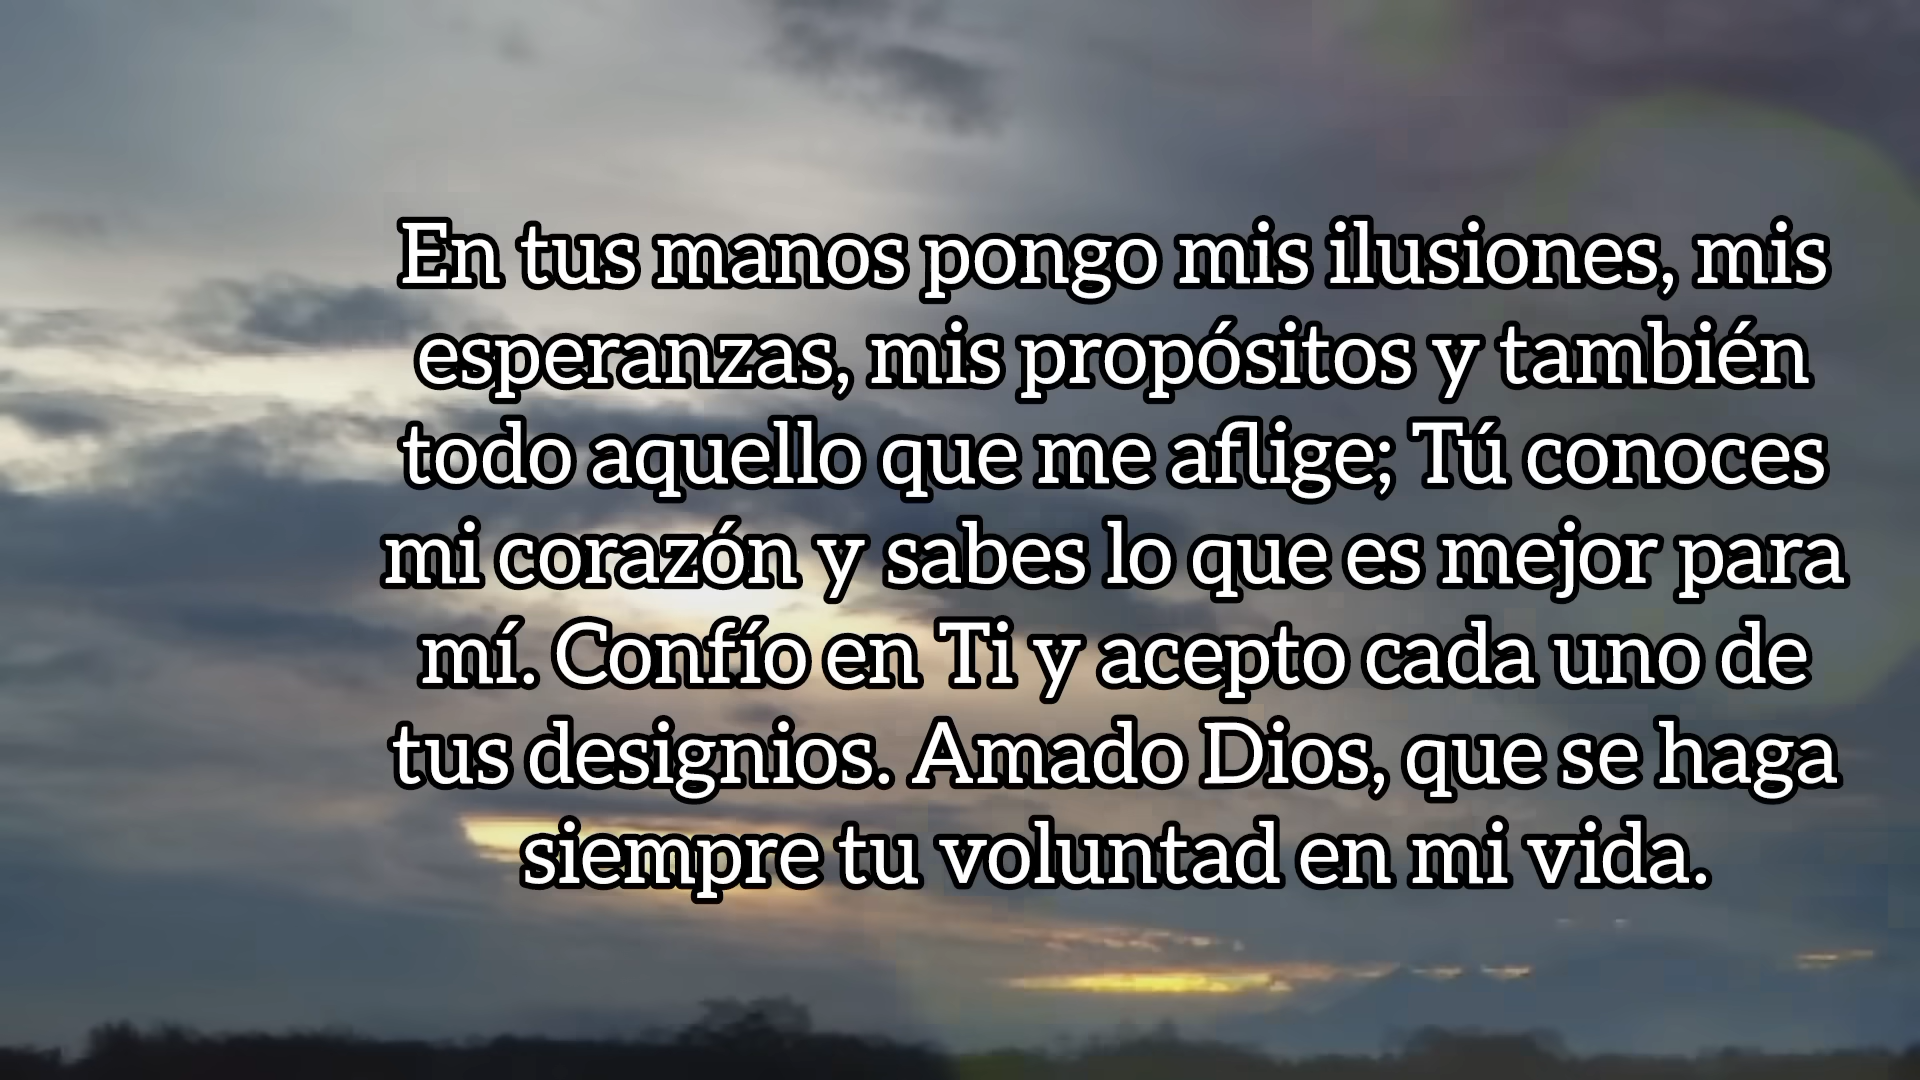 En tus manos pongo mis ilusiones, mis
esperanzas, mis propósitos y también
todo aquello que me aflige; Tú conoces
mi corazón y sabes lo que es mejor para
mí. Confío en Ti y acepto cada uno de
tus designios. Amado Dios, que se haga
siempre tu voluntad en mi vida.